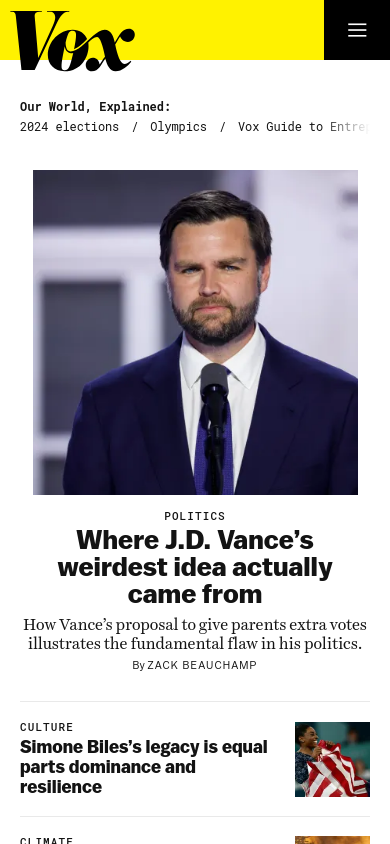 Vox
Our World, Explained:
2024 elections / Olympics / Vox Guide to Entre
POLITICS
Where J.D. Vance’s
weirdest idea actually
came from
How Vance’s proposal to give parents extra votes
illustrates the fundamental flaw in his politics.
By ZACK BEAUCHAMP
CULTURE
Simone Biles’s legacy is equal
parts dominance and
resilience
CLIMATE